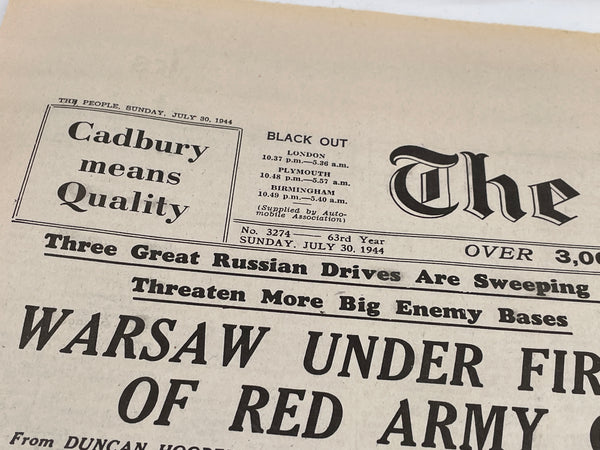 THE PEOPLE, SUNDAY, JULY 30, 1944
Cadbury
means
Quality
BLACK OUT
LONDON
10.37 p.m.—5.36 a.m.
PLYMOUTH
10.48 p.m.—5.57 a.m.
BIRMINGHAM
10.49 p.m.—5.40 a.m.
(Supplied by Auto-
mobile Association)
The
No. 3274 —— 63rd Year
SUNDAY, JULY 30, 1944
OVER 3,0
Three Great Russian Drives Are Sweeping
Threaten More Big Enemy Bases
WARSAW UNDER FIR
OF RED ARMY
From DUNCAN